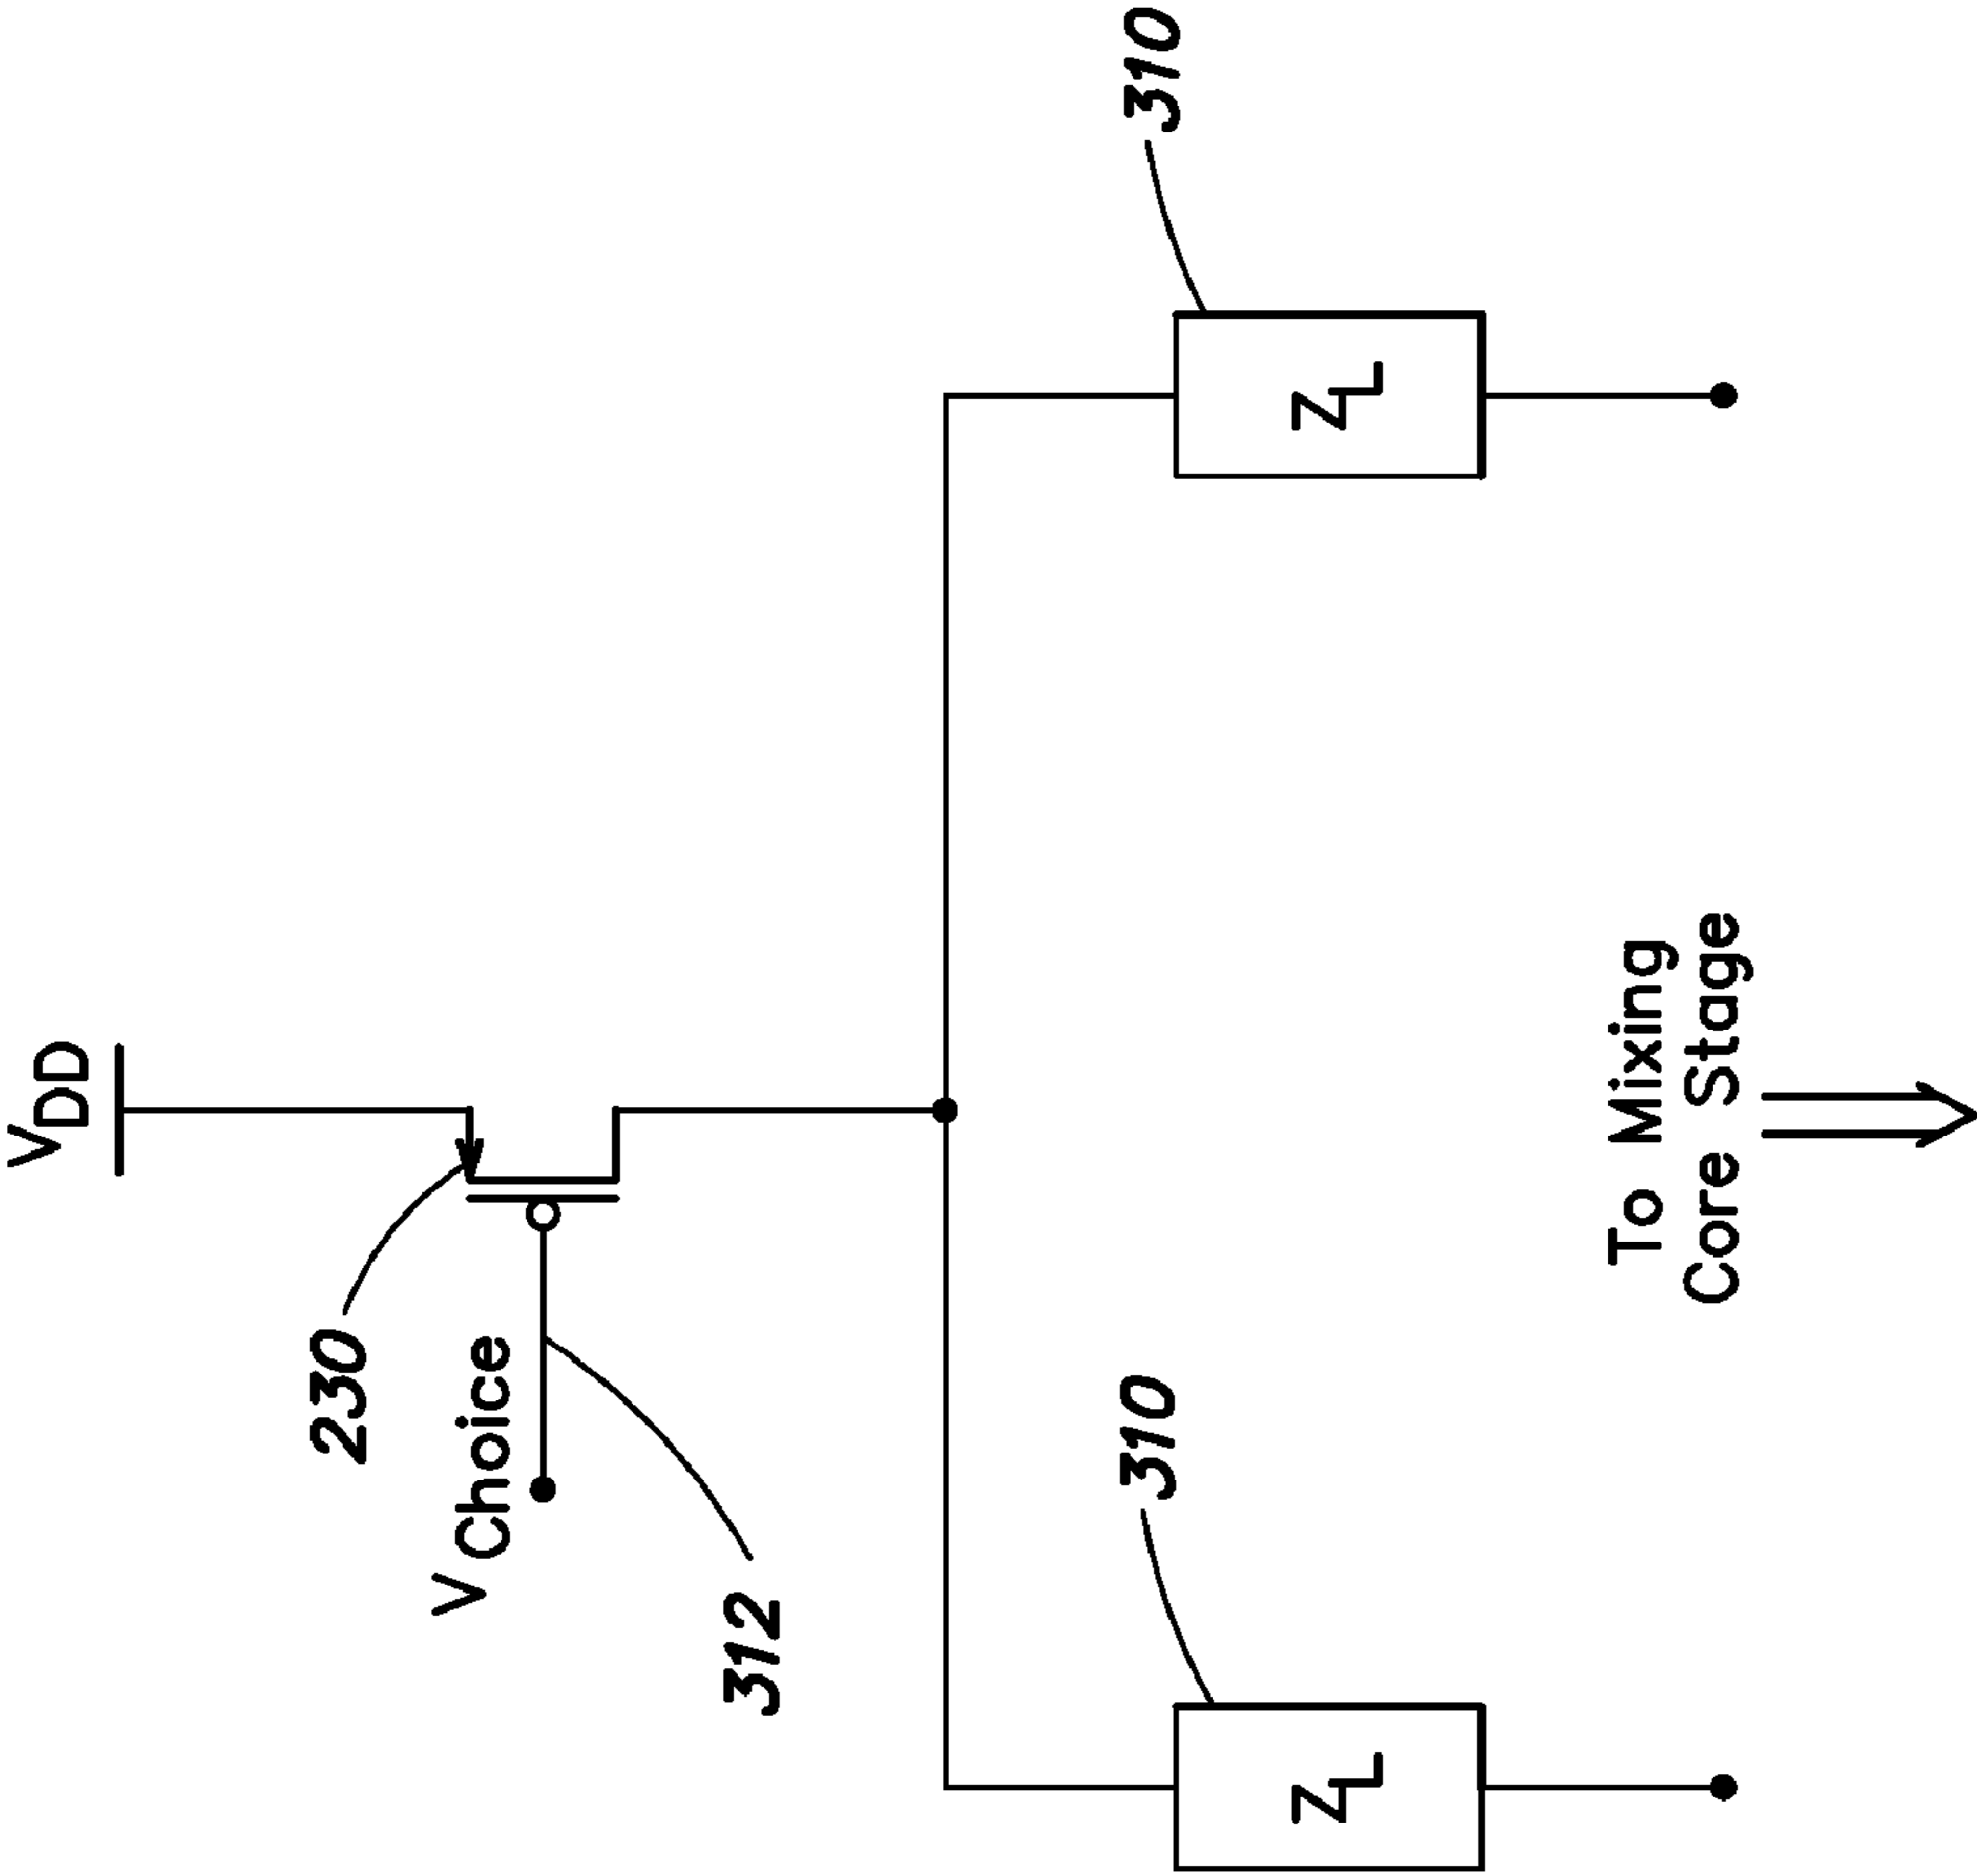 VDD
230
VChoice
312
310
310
ZL
ZL
To Mixing
Core Stage